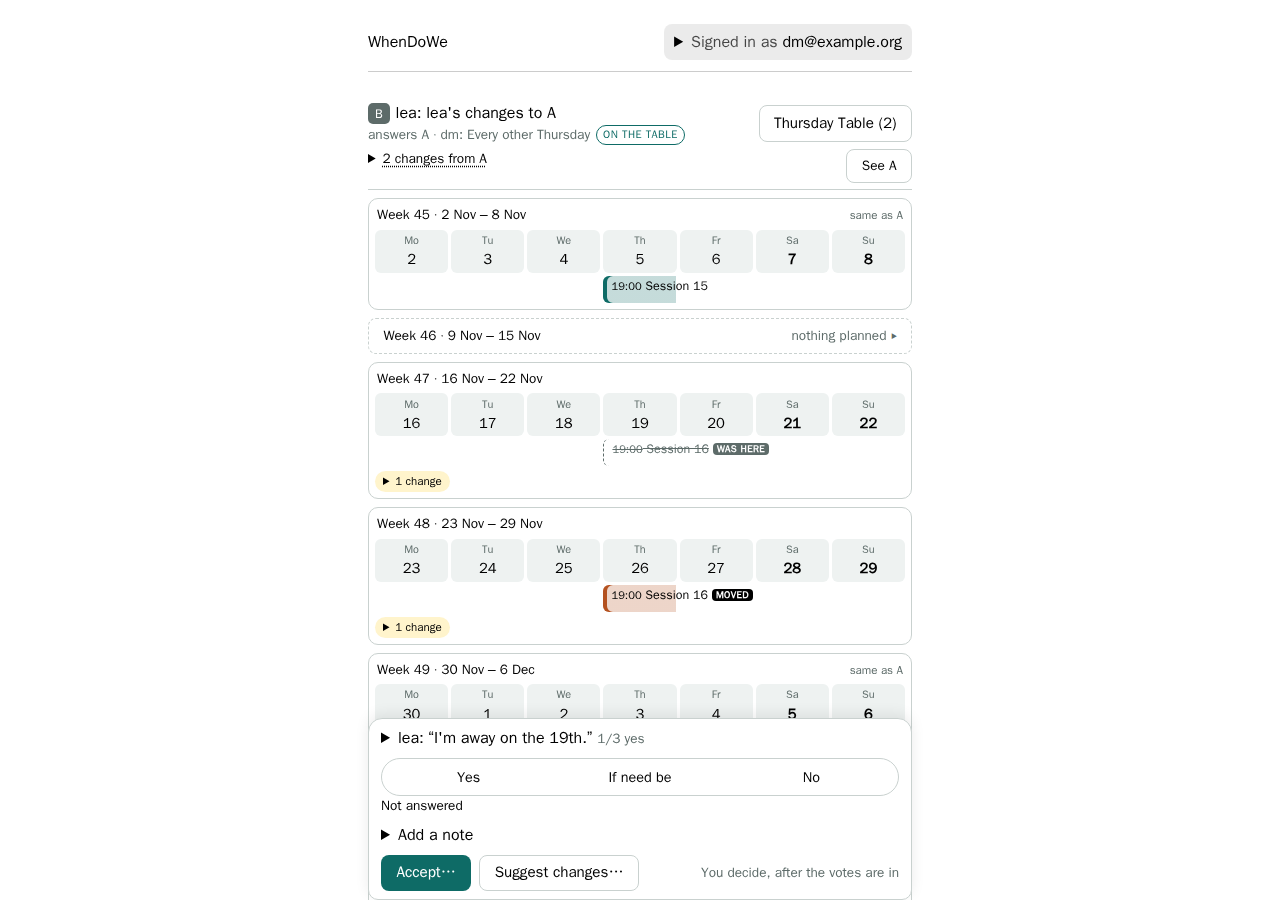 WhenDoWe
Signed in as dm@example.org
B lea: lea's changes to A
answers A · dm: Every other Thursday ON THE TABLE
Thursday Table (2)
2 changes from A
See A
Week 45 · 2 Nov – 8 Nov same as A
Mo Tu We Th Fr Sa Su
2 3 4 5 6 7 8
19:00 Session 15
Week 46 · 9 Nov – 15 Nov nothing planned ▸
Week 47 · 16 Nov – 22 Nov
Mo Tu We Th Fr Sa Su
16 17 18 19 20 21 22
19:00 Session 16 WAS HERE
1 change
Week 48 · 23 Nov – 29 Nov
Mo Tu We Th Fr Sa Su
23 24 25 26 27 28 29
19:00 Session 16 MOVED
1 change
Week 49 · 30 Nov – 6 Dec same as A
Mo Tu We Th Fr Sa Su
30 1 2 3 4 5 6
lea: “I'm away on the 19th.” 1/3 yes
Yes If need be No
Not answered
Add a note
Accept… Suggest changes… You decide, after the votes are in